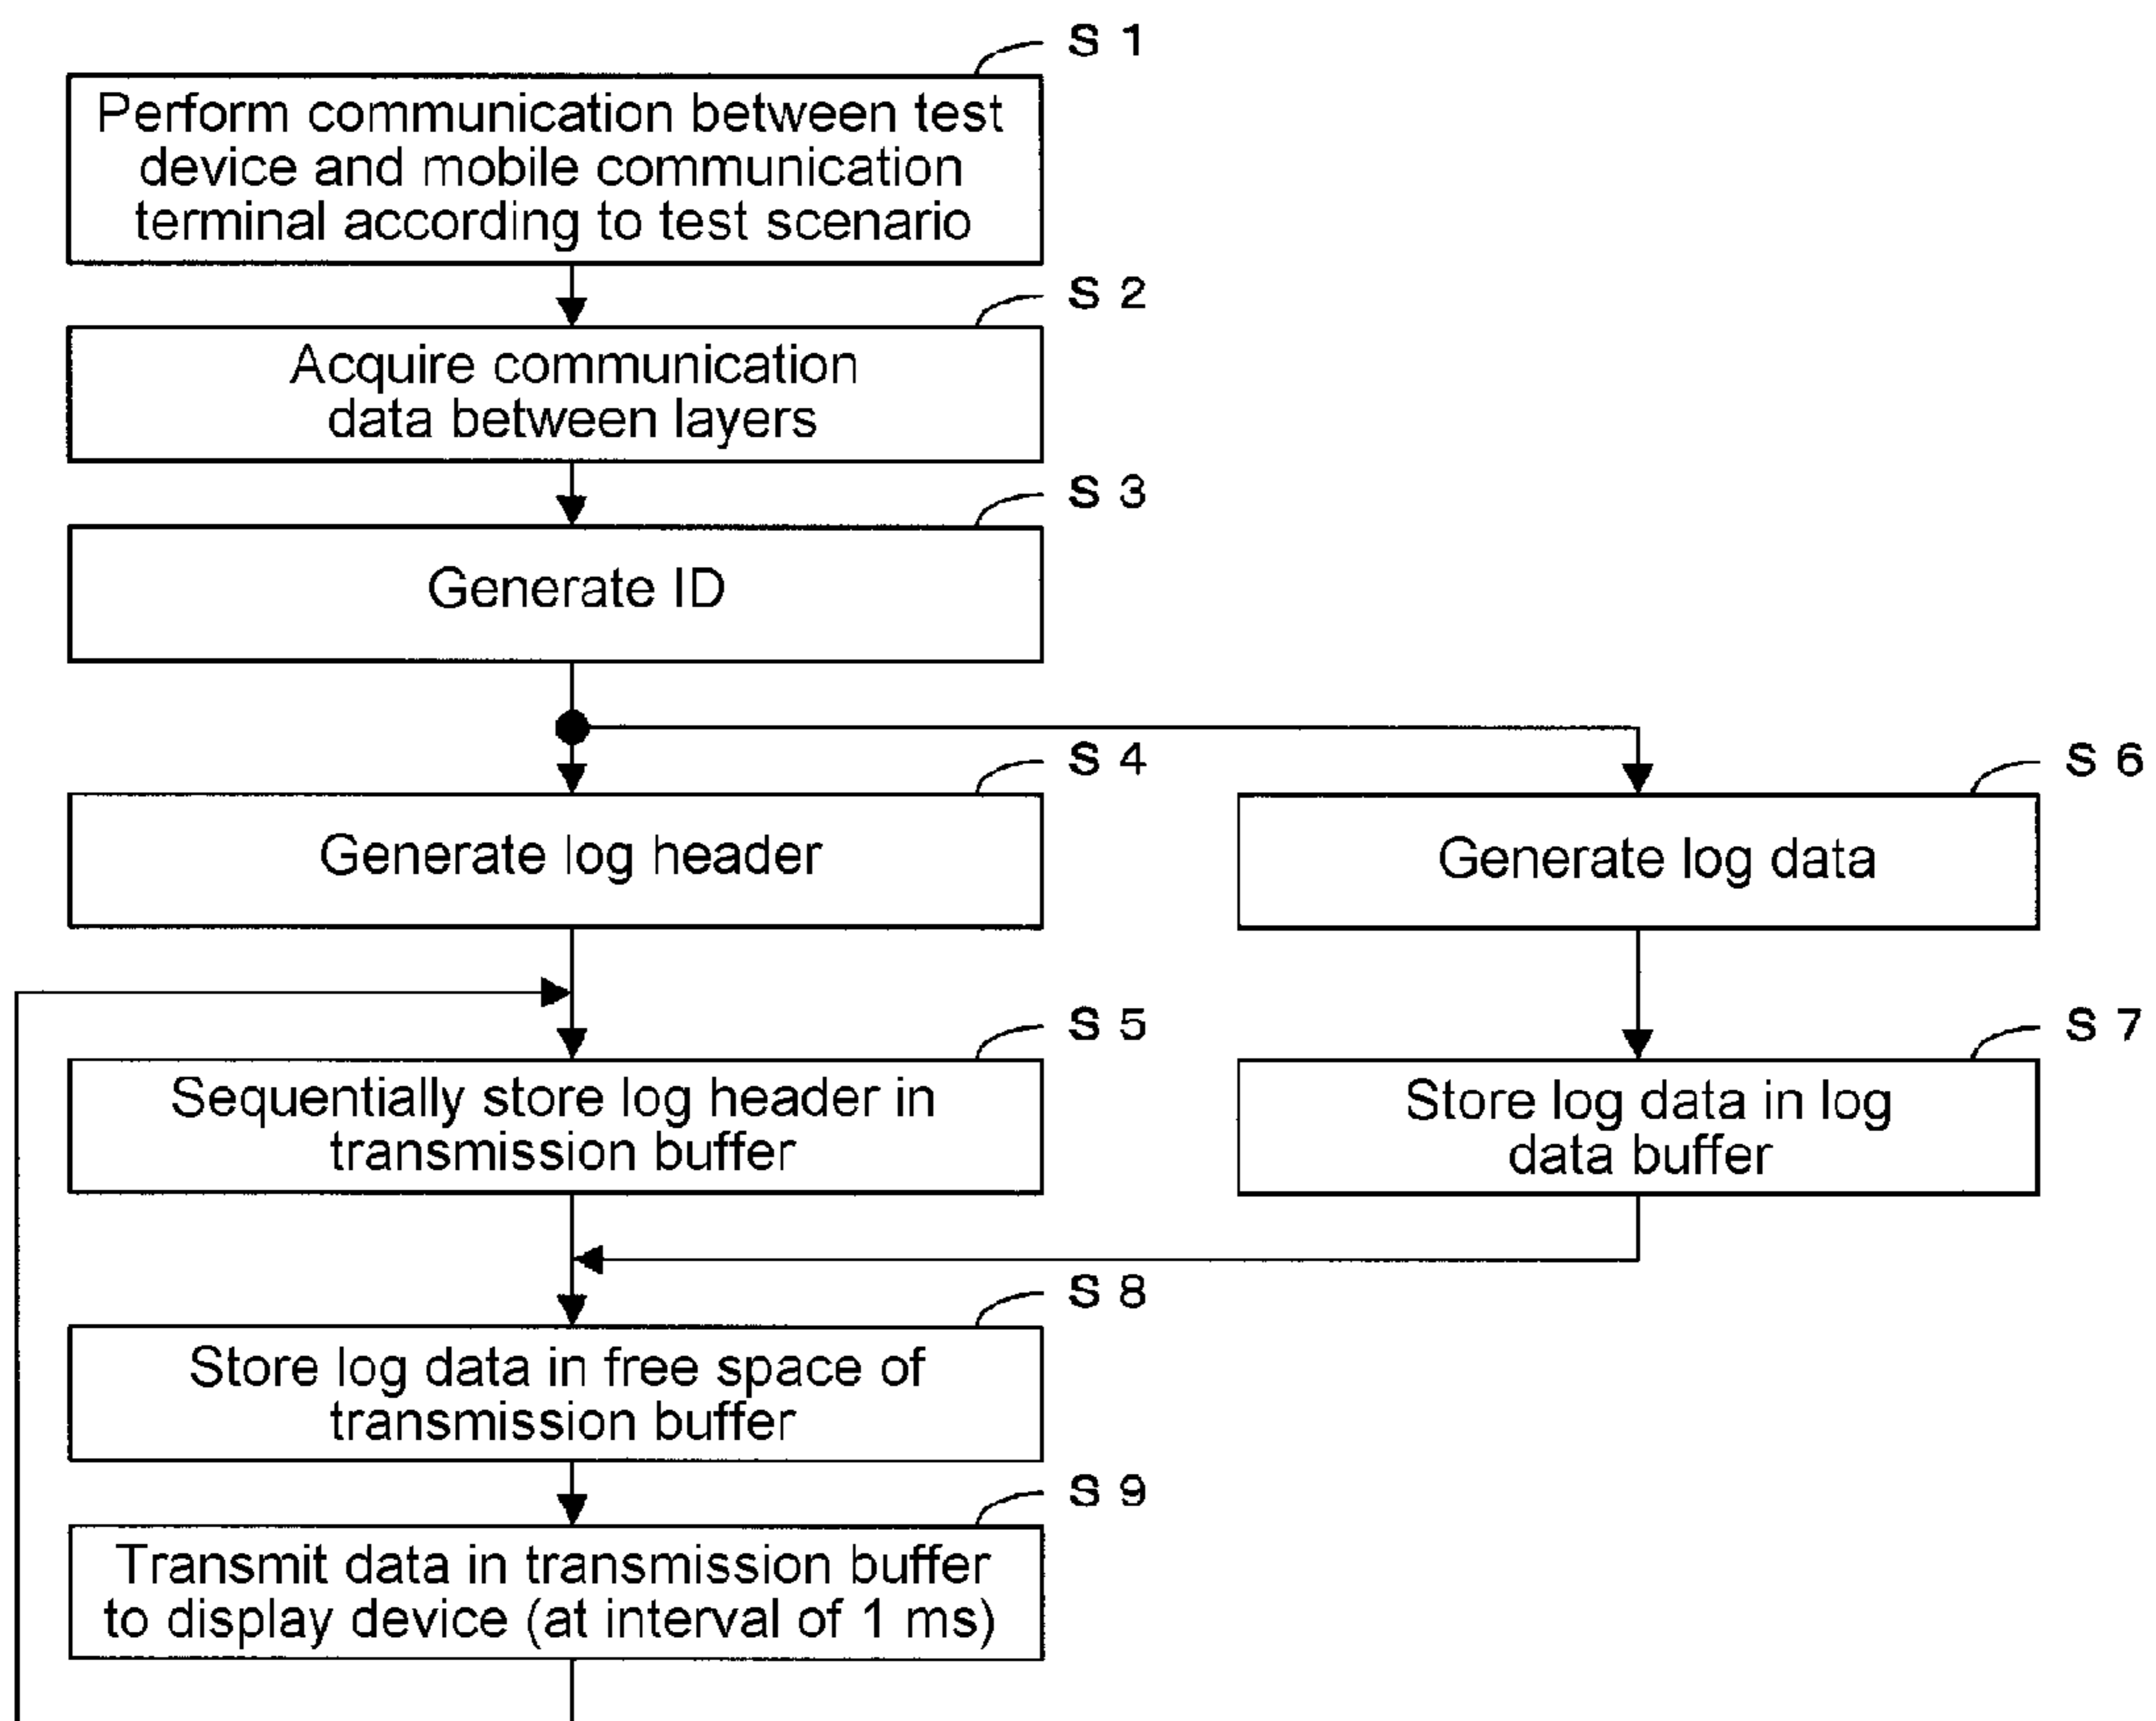 S 1
Perform communication between test
device and mobile communication
terminal according to test scenario
S 2
Acquire communication
data between layers
S 3
Generate ID
S 4
Generate log header
S 6
Generate log data
S 5
Sequentially store log header in
transmission buffer
S 7
Store log data in log
data buffer
S 8
Store log data in free space of
transmission buffer
S 9
Transmit data in transmission buffer
to display device (at interval of 1 ms)